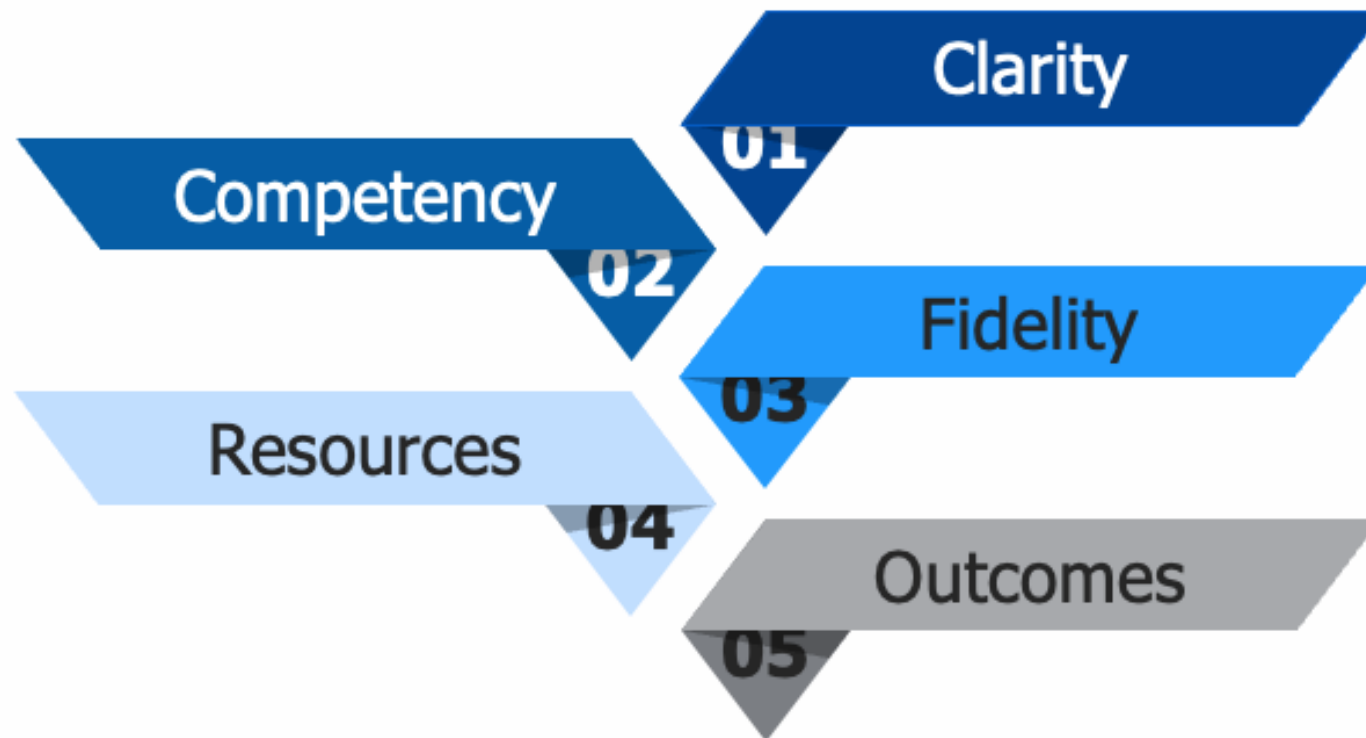 Clarity
01
Competency
02
Fidelity
03
Resources
04
Outcomes
05